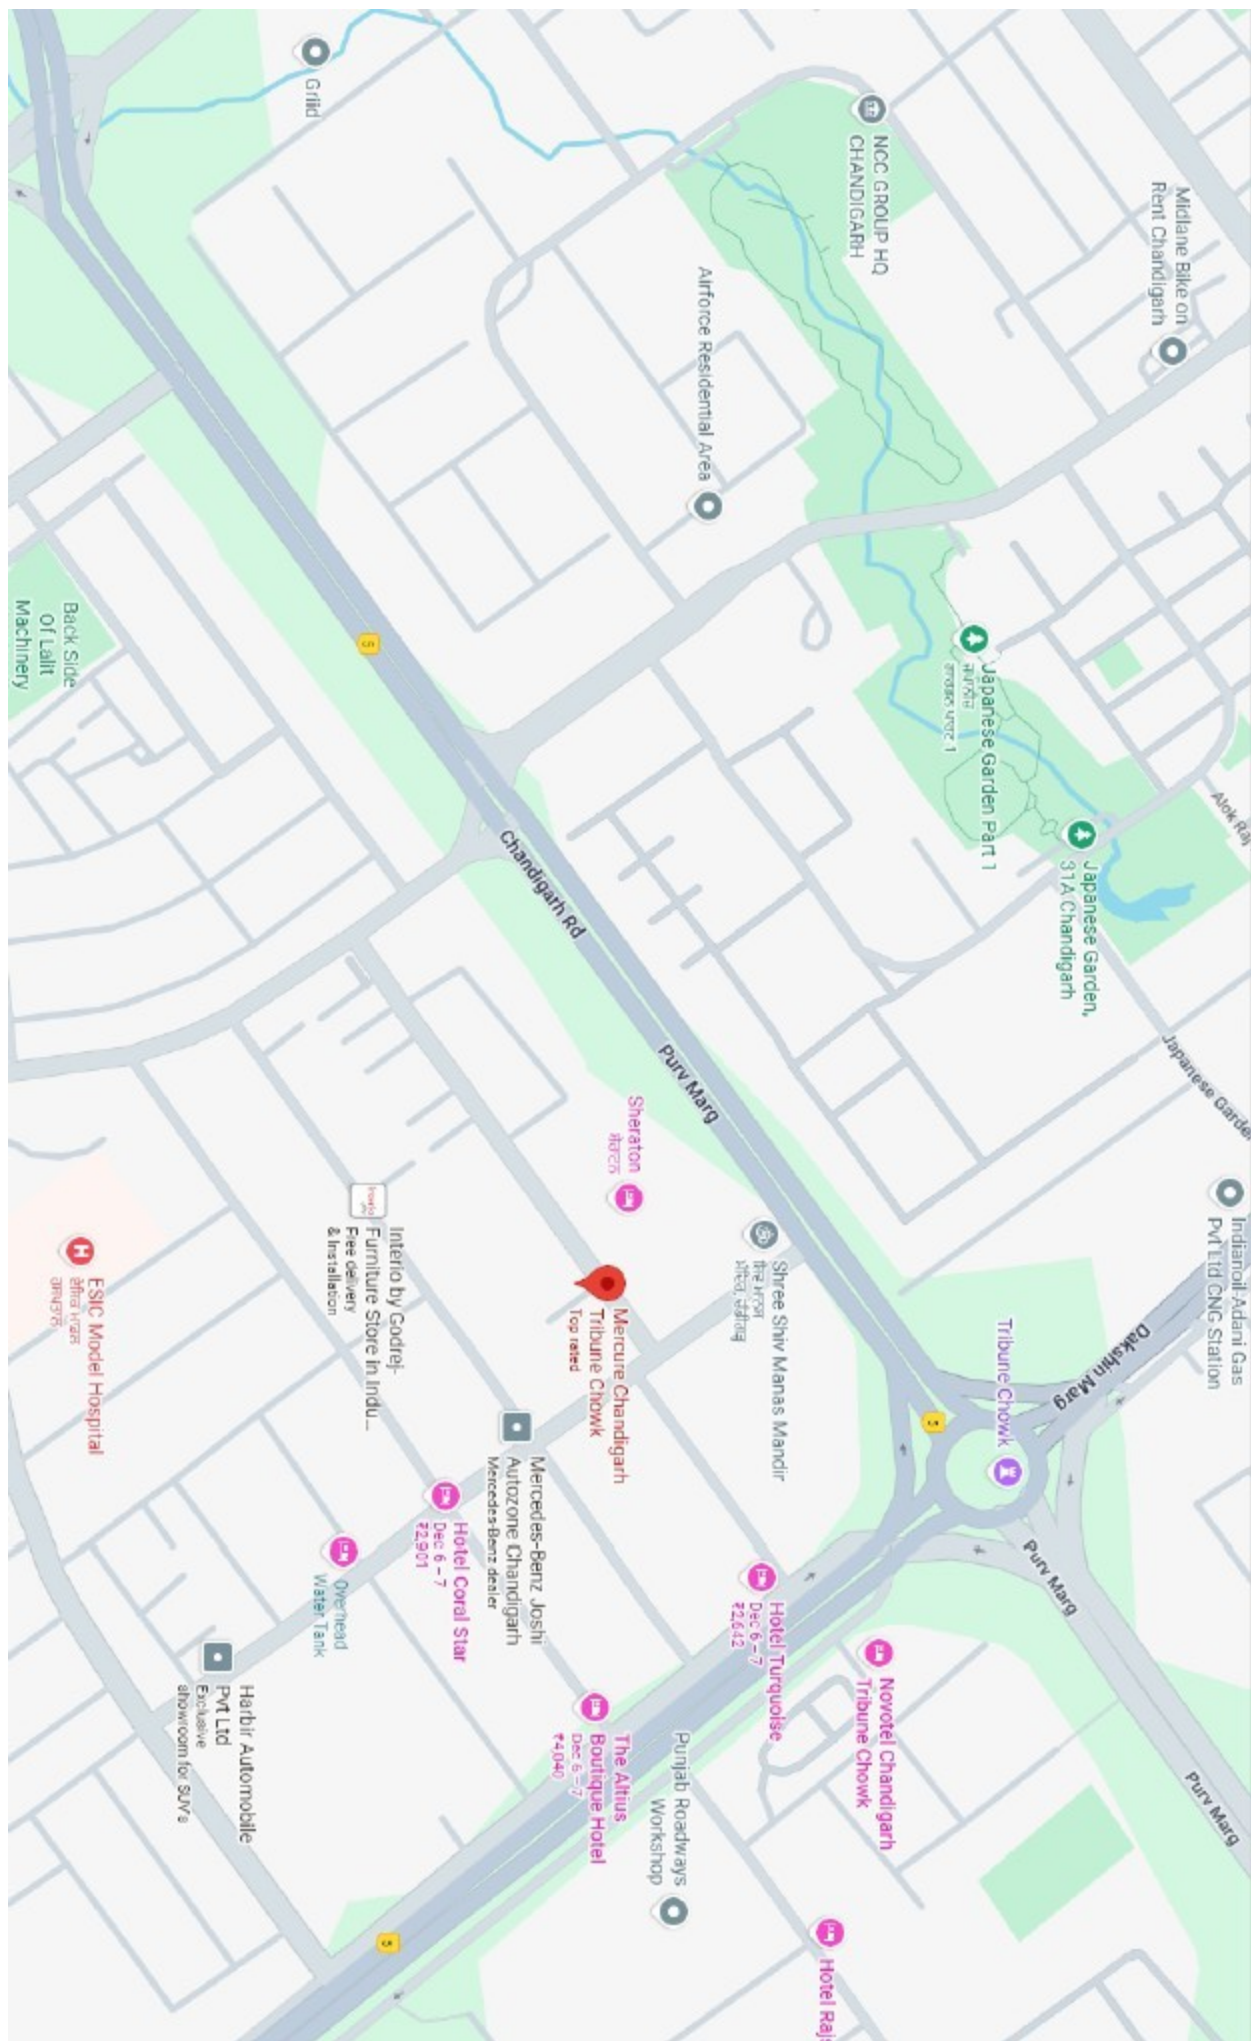 Midlane Bike on
Rent Chandigarh
Alok Raj
Japanese Garde
Indianoil-Adani Gas
Pvt Ltd CNG Station
Purv Marg
Dakshin Marg
Japanese Garden,
31A Chandigarh
Purv Marg
Tribune Chowk
Japanese Garden Part 1
NCC GROUP HQ
CHANDIGARH
5
Novotel Chandigarh
Tribune Chowk
Hotel Rajs
Shree Shiv Manas Mandir
Hotel Turquoise
Dec 6 – 7
₹2,642
Airforce Residential Area
Purv Marg
Punjab Roadways
Workshop
Sheraton
Mercure Chandigarh
Tribune Chowk
Top rated
The Altius
Boutique Hotel
Dec 6 – 7
₹4,040
Chandigarh Rd
Mercedes-Benz Joshi
Autozone Chandigarh
Mercedes-Benz dealer
Hotel Coral Star
Dec 6 – 7
₹2,901
Interio by Godrej-
Furniture Store in Indu...
Free delivery
& Installation
5
5
Overhead
Water Tank
Griid
Harbir Automobile
Pvt Ltd
Exclusive
showroom for SUVs
H
ESIC Model Hospital
Back Side
Of Lalit
Machinery